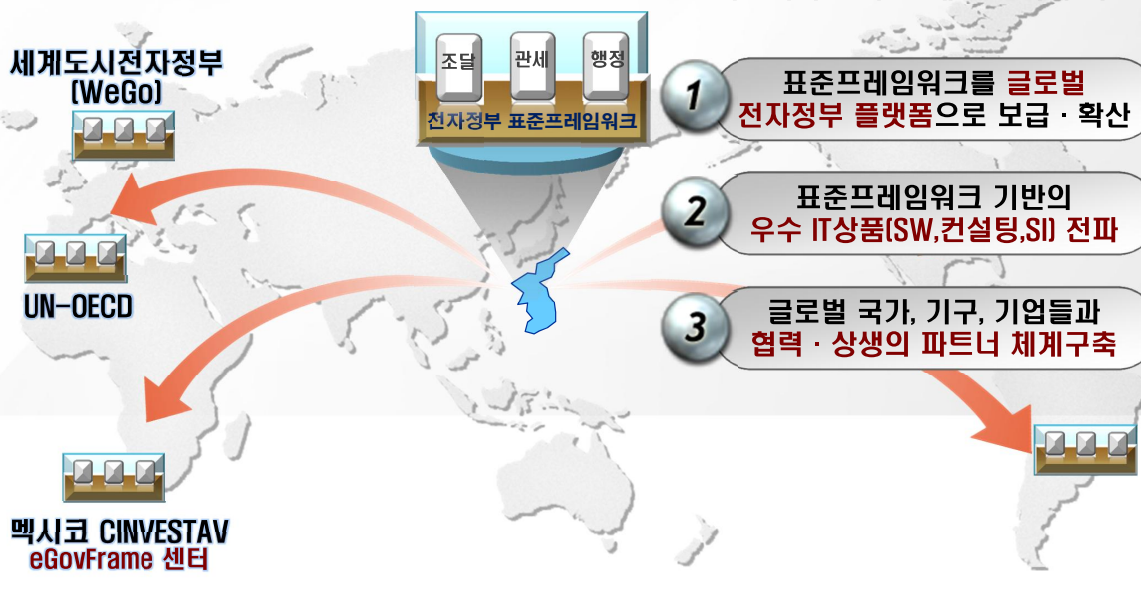 세계도시전자정부
(WeGo)
UN-OECD
멕시코 CINVESTAV
eGovFrame 센터
조달
관세
행정
전자정부 표준프레임워크
1
표준프레임워크를 글로벌
전자정부 플랫폼으로 보급 · 확산
2
표준프레임워크 기반의
우수 IT상품(SW,컨설팅,SI) 전파
3
글로벌 국가, 기구, 기업들과
협력 · 상생의 파트너 체계구축